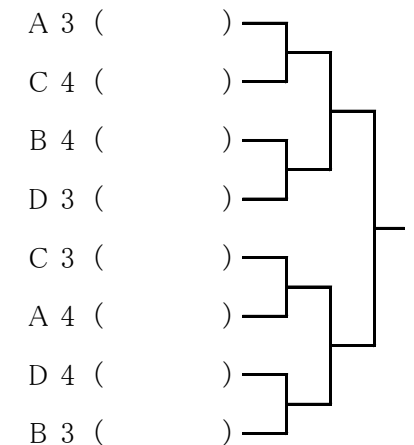 A 3 (　　　)
C 4 (　　　)
B 4 (　　　)
D 3 (　　　)
C 3 (　　　)
A 4 (　　　)
D 4 (　　　)
B 3 (　　　)